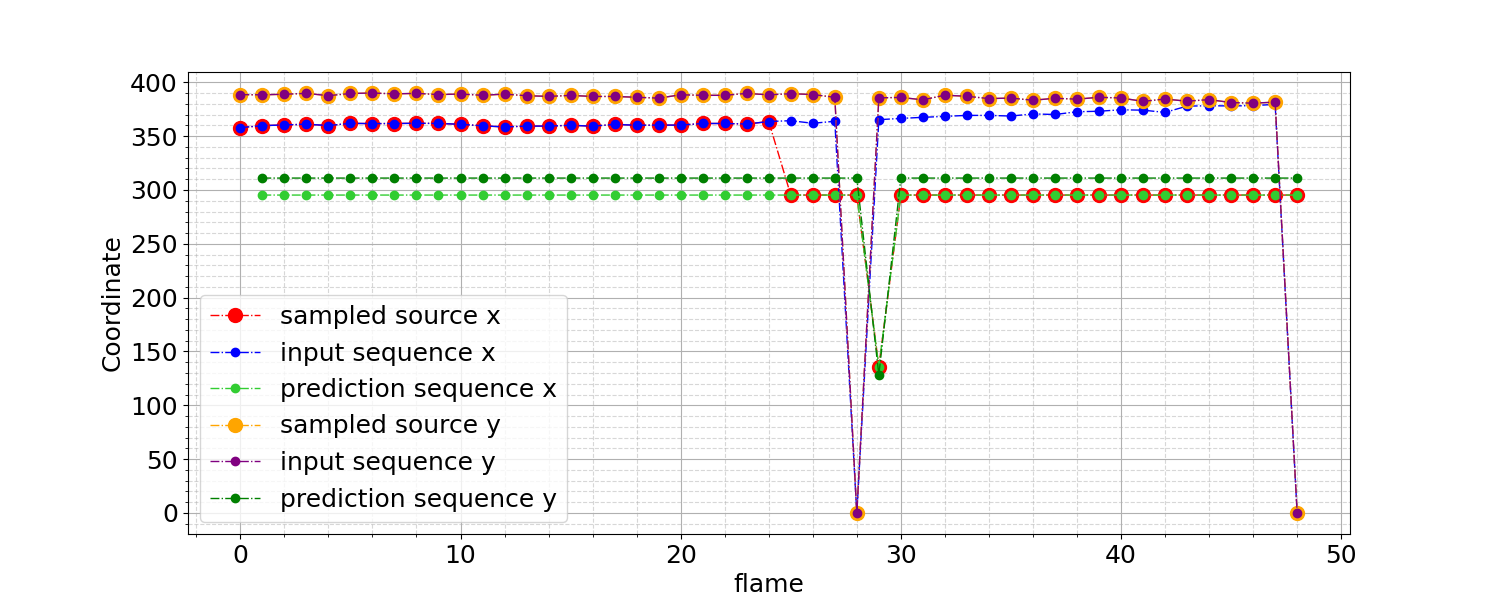 400
350
300
250
200
150
100
50
0
Coordinate
sampled source x
input sequence x
prediction sequence x
sampled source y
input sequence y
prediction sequence y
0 10 20 30 40 50
flame